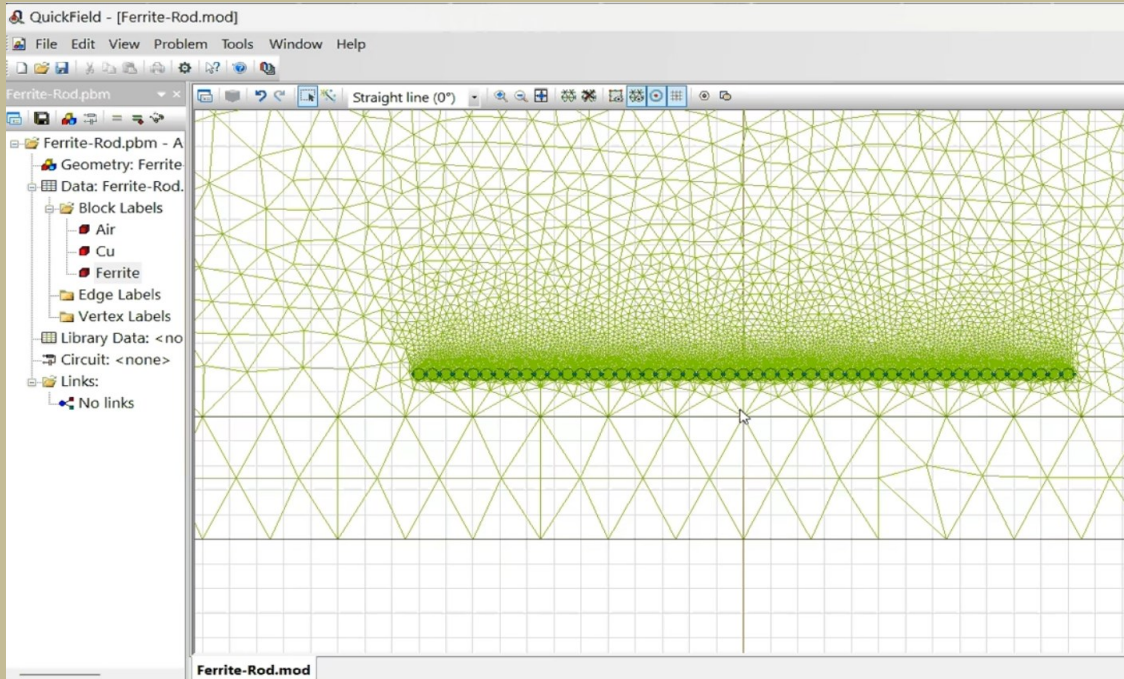 QuickField - [Ferrite-Rod.mod]
File Edit View Problem Tools Window Help
Ferrite-Rod.pbm
Straight line (0°)
Ferrite-Rod.pbm - A
Geometry: Ferrite
Data: Ferrite-Rod.
Block Labels
Air
Cu
Ferrite
Edge Labels
Vertex Labels
Library Data: <no
Circuit: <none>
Links:
No links
Ferrite-Rod.mod